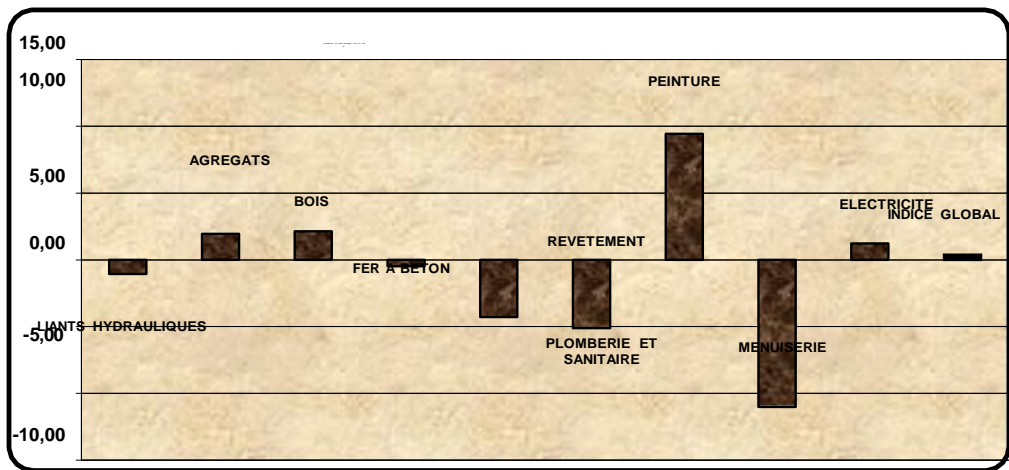 15,00
10,00
PEINTURE
AGREGATS
5,00
BOIS
ELECTRICITE
INDICE GLOBAL
0,00
REVETEMENT
FER A BETON
LIANTS HYDRAULIQUES
-5,00
PLOMBERIE ET
SANITAIRE
MENUISERIE
-10,00